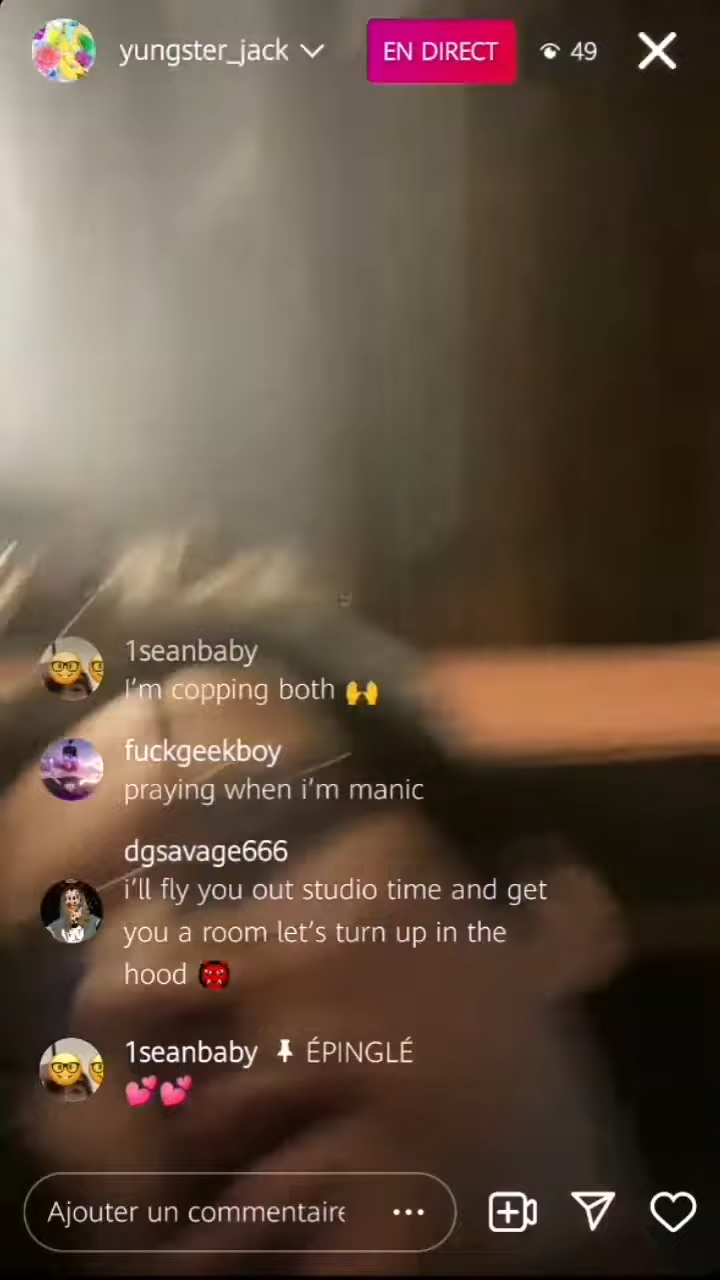 yungster_jack
EN DIRECT
49
1seanbaby
I'm copping both 🙌
fuckgeekboy
praying when i'm manic
dgsavage666
i'll fly you out studio time and get
you a room let's turn up in the
hood 👹
1seanbaby 📌 ÉPINGLÉ
💕💕
Ajouter un commentaire